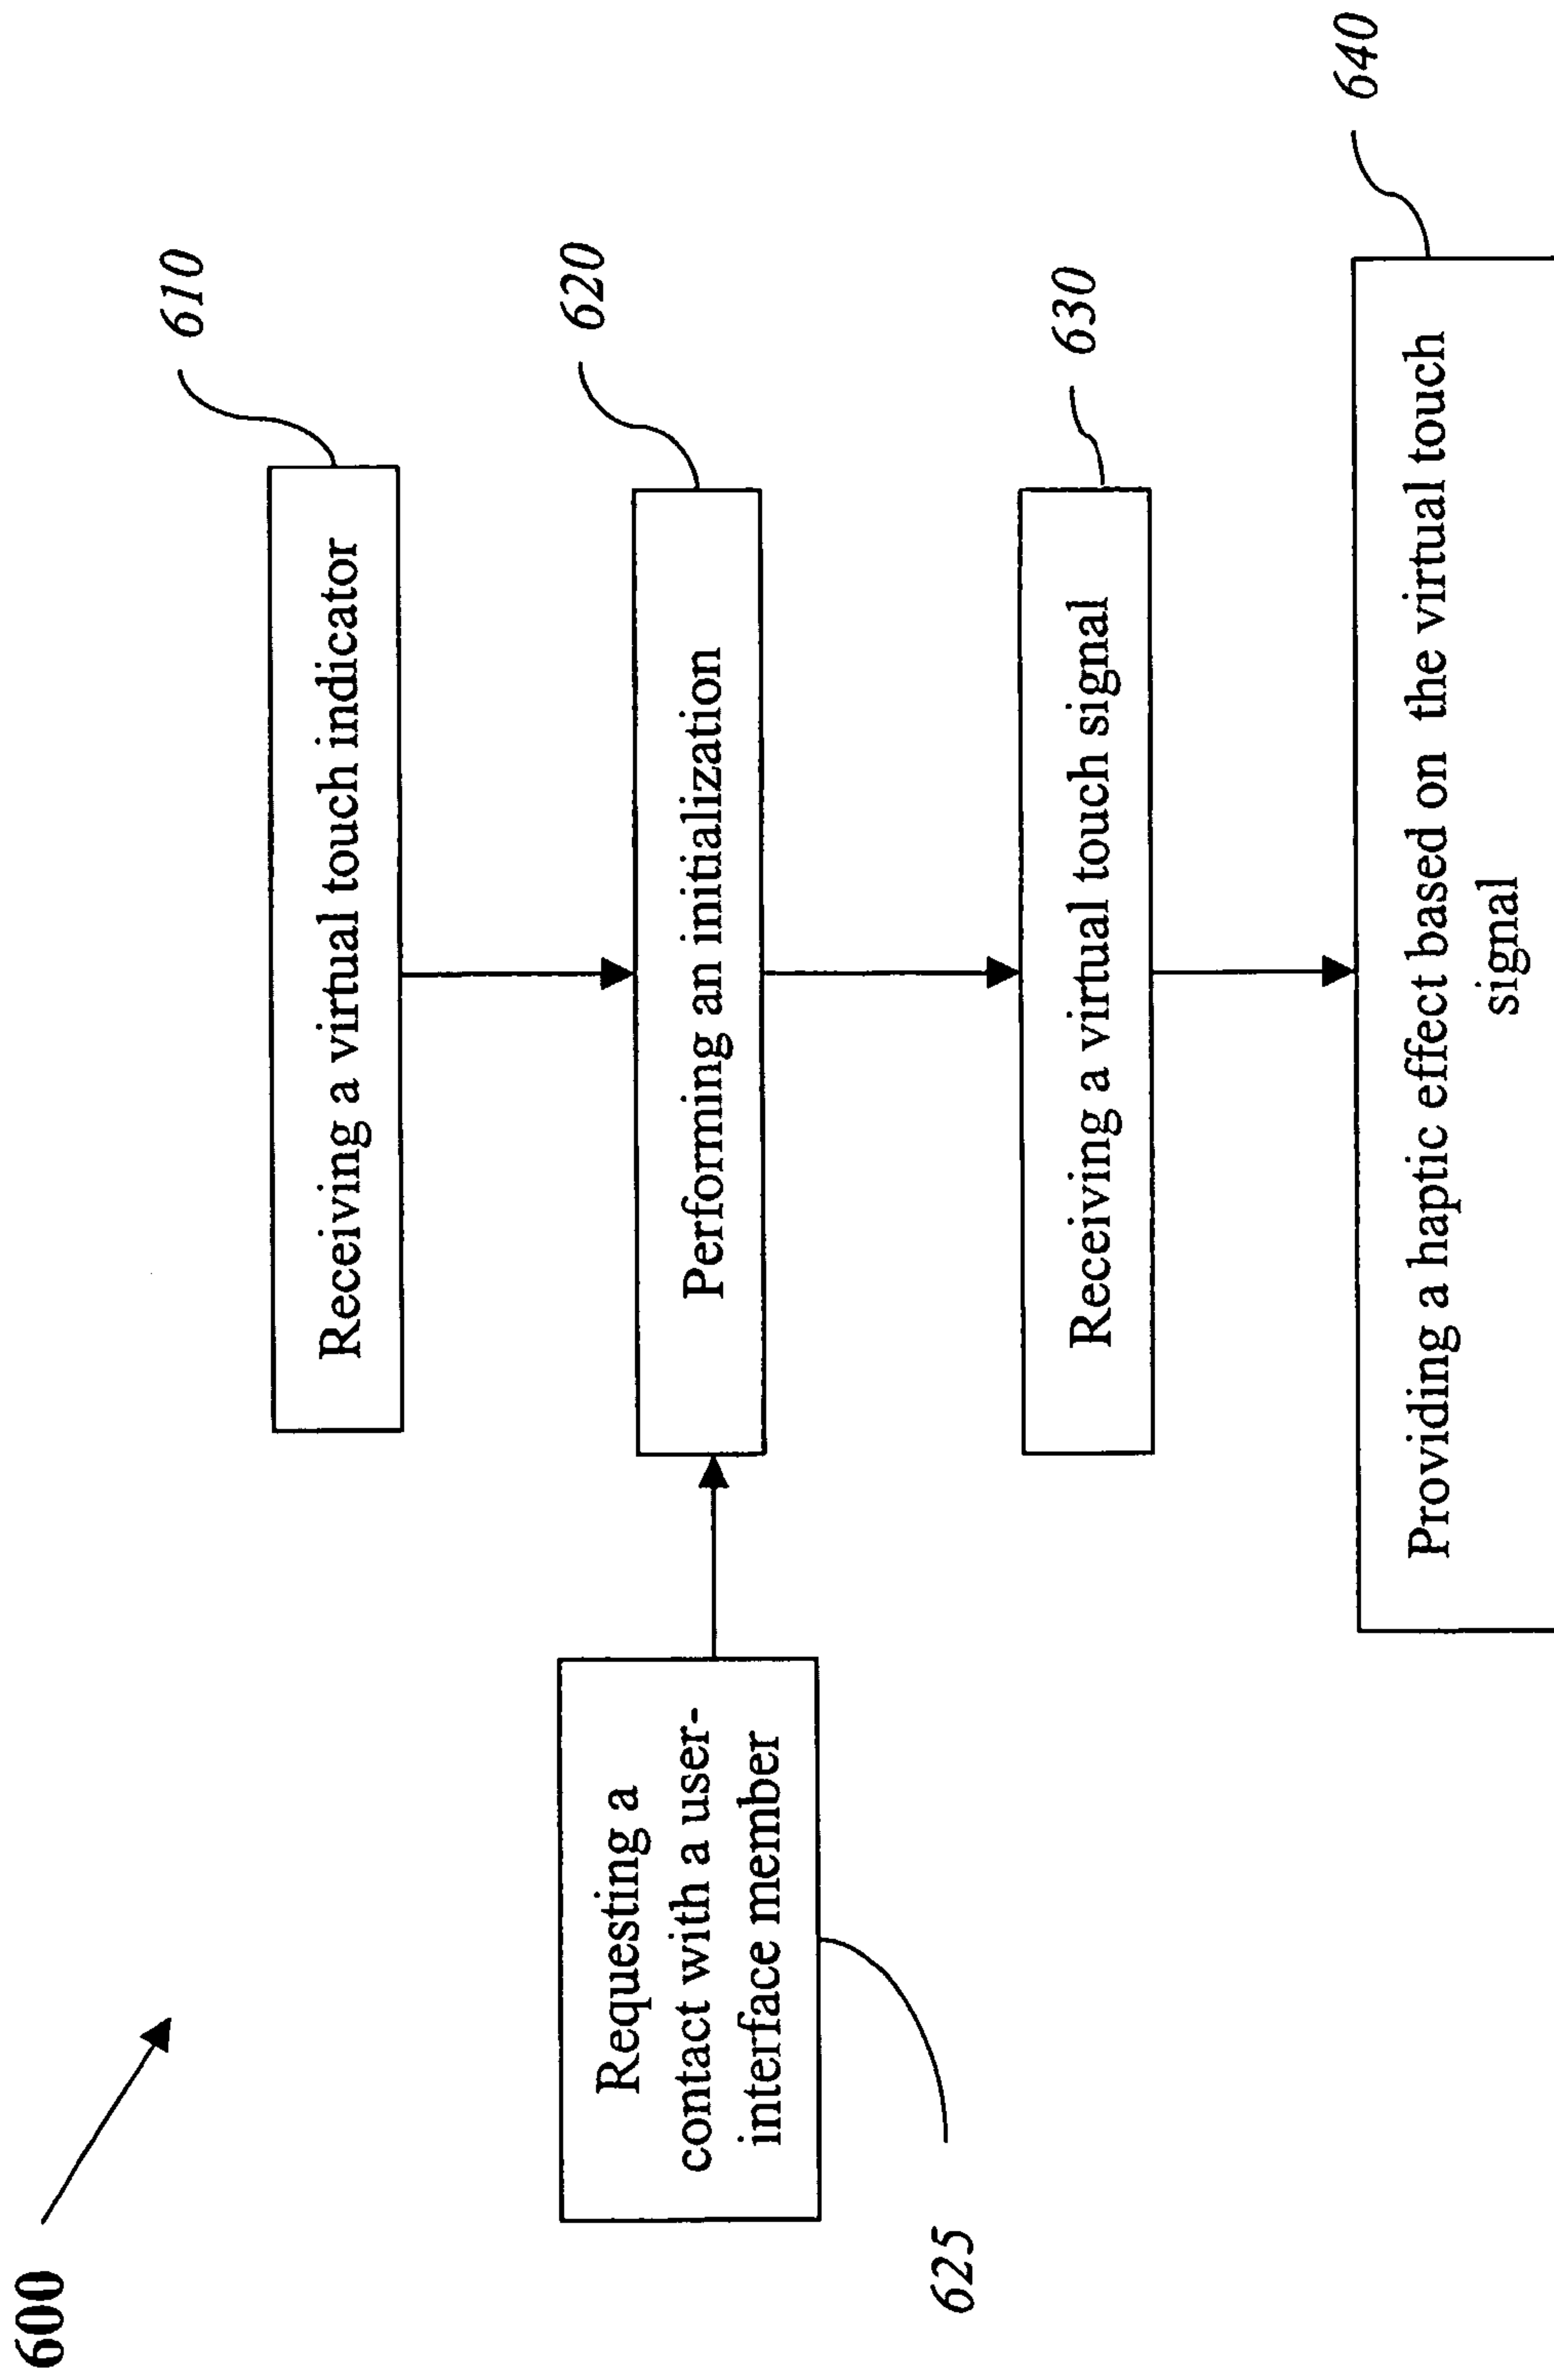 600
610
Receiving a virtual touch indicator
620
Performing an initialization
Requesting a
contact with a user-
interface member
625
630
Receiving a virtual touch signal
640
Providing a haptic effect based on the virtual touch
signal